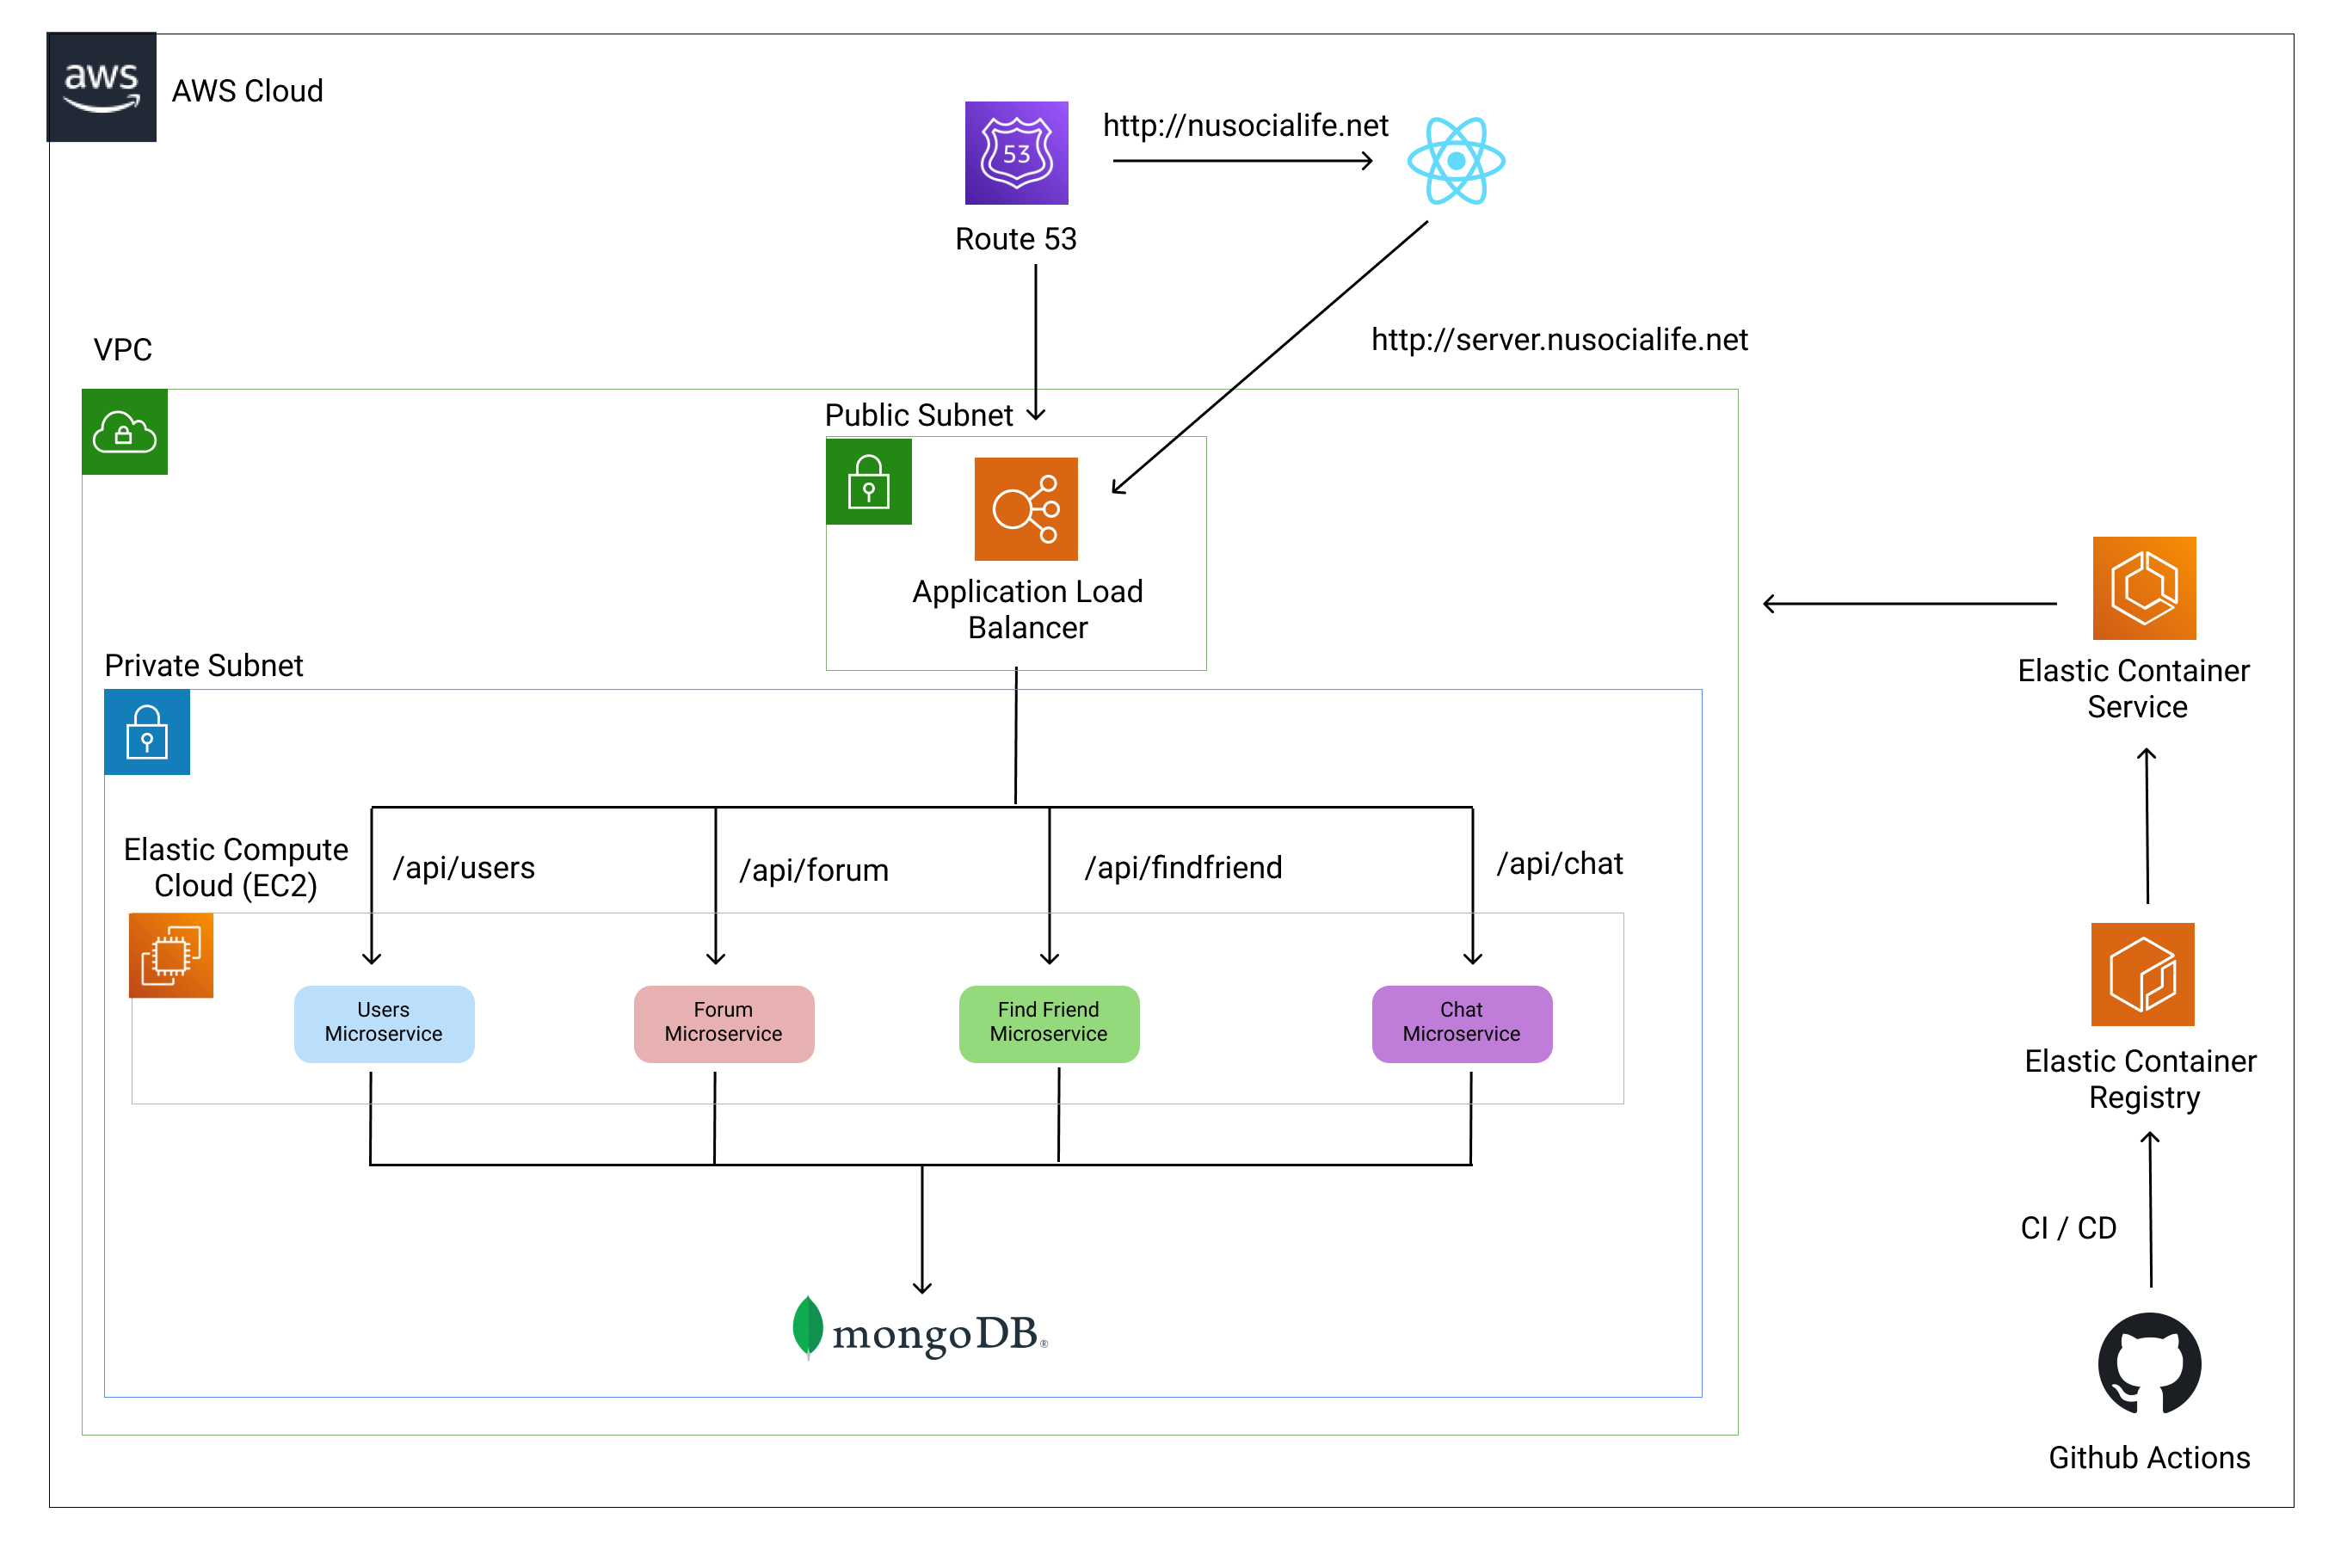 aws
AWS Cloud
53
Route 53
http://nusocialife.net
http://server.nusocialife.net
VPC
Public Subnet
Application Load
Balancer
Private Subnet
Elastic Compute
Cloud (EC2)
/api/users
/api/forum
/api/findfriend
/api/chat
Users
Microservice
Forum
Microservice
Find Friend
Microservice
Chat
Microservice
mongoDB®
Elastic Container
Service
Elastic Container
Registry
CI / CD
Github Actions